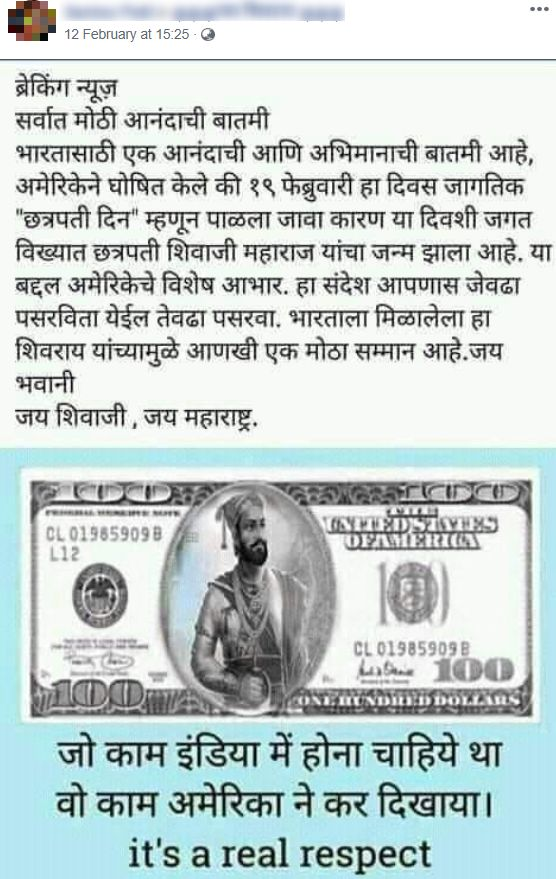 12 February at 15:25
ब्रेकिंग न्यूज़
सर्वात मोठी आनंदाची बातमी
भारतासाठी एक आनंदाची आणि अभिमानाची बातमी आहे,
अमेरिकेने घोषित केले की १९ फेब्रुवारी हा दिवस जागतिक
"छत्रपती दिन" म्हणून पाळला जावा कारण या दिवशी जगत
विख्यात छत्रपती शिवाजी महाराज यांचा जन्म झाला आहे. या
बद्दल अमेरिकेचे विशेष आभार. हा संदेश आपणास जेवढा
पसरविता येईल तेवढा पसरवा. भारताला मिळालेला हा
शिवराय यांच्यामुळे आणखी एक मोठा सम्मान आहे.जय
भवानी
जय शिवाजी , जय महाराष्ट्र.
100 100
FEDERAL RESERVE NOTE
UNITED STATES
OF AMERICA
CL 01985909 B
L12
100
CL 01985909 B
100
100
ONE HUNDRED DOLLARS
जो काम इंडिया में होना चाहिये था
वो काम अमेरिका ने कर दिखाया।
it's a real respect